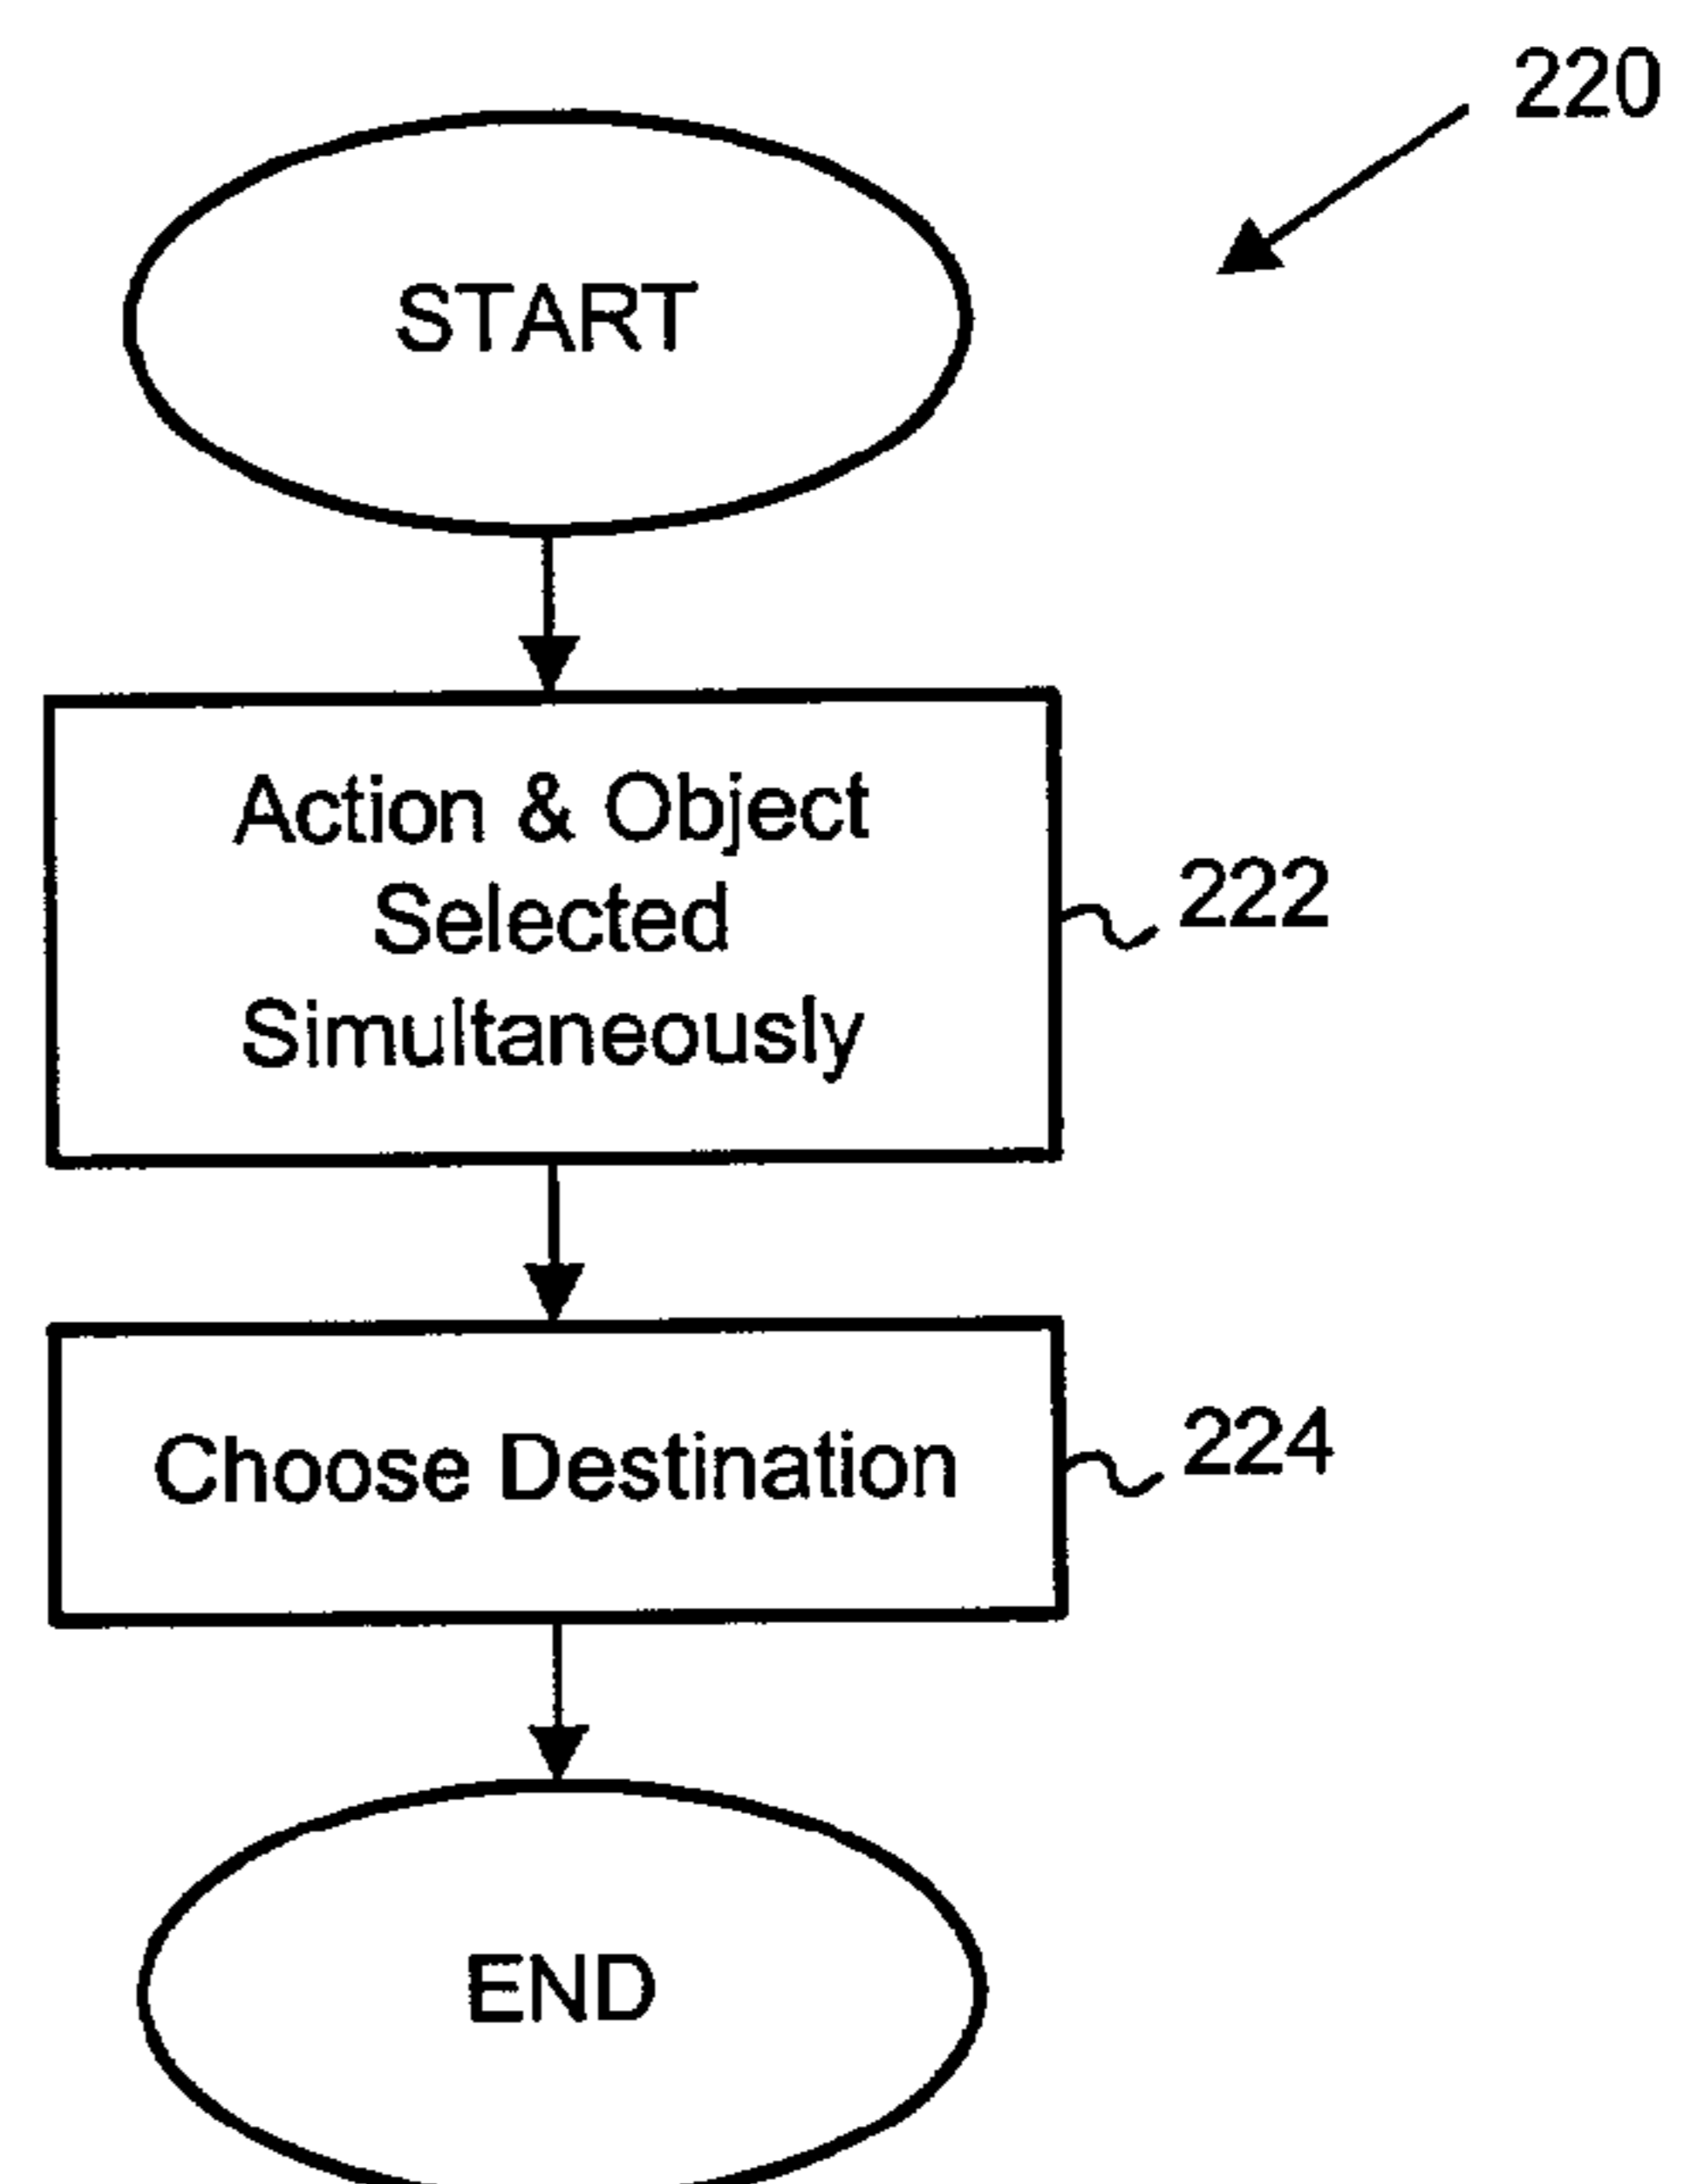 220
START
Action & Object
Selected
Simultaneously
222
Choose Destination
224
END